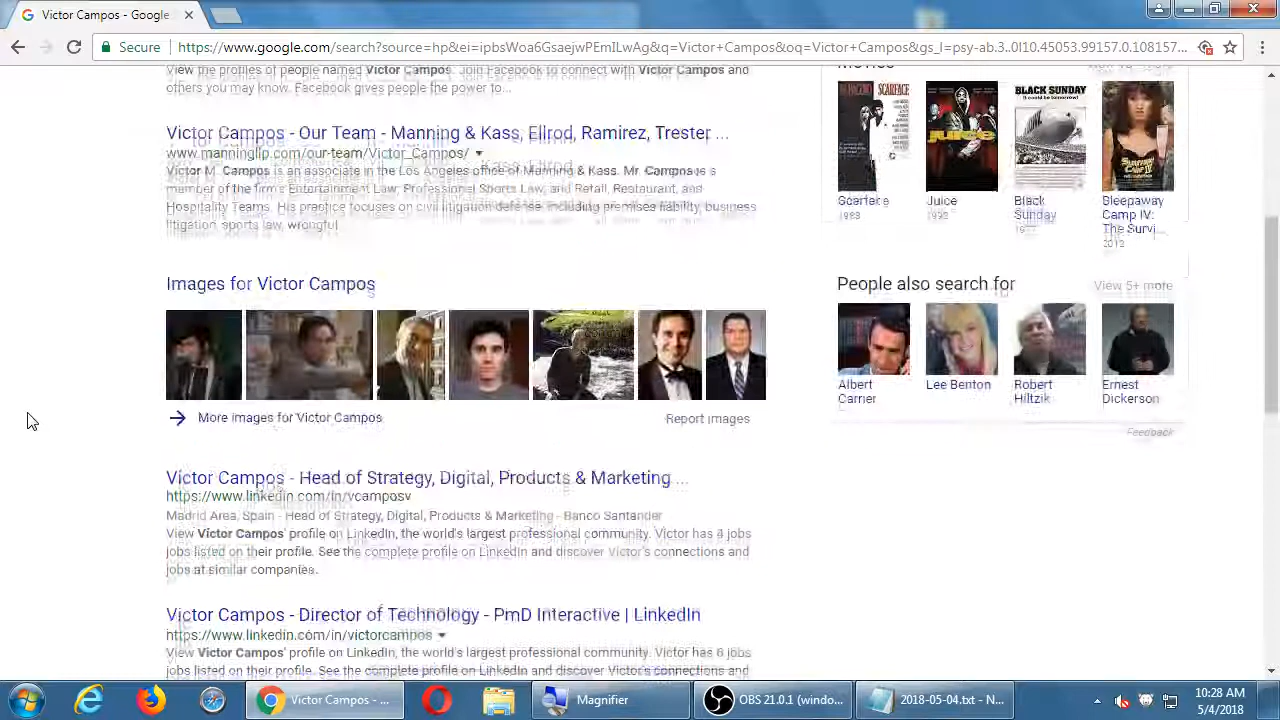 Victor Campos - Google
Secure
https://www.google.com/search?source=hp&ei=ipbsWoa6GsaejwPEmILwAg&q=Victor+Campos&oq=Victor+Campos&gs_l=psy-ab.3..0l10.45053.99157.0.108157...
View the profiles of people named Victor Campos. Join Facebook to connect with Victor Campos and
others you may know. Facebook gives people the power to...
Victor Campos - Our Team - Manning & Kass, Ellrod, Ramirez, Trester ...
www.manningllp.com/our-team/Victor_Campos
Victor M. Campos is an in the Los Angeles office of & Kass. Mr. Campos is a
member of the firm's Sports Law, and Retail, Restaurant, and
Hospitality Teams. His practice focuses on civil litigation defense, including premises liability, business
litigation, sports law, wrongful
Images for Victor Campos
More images for Victor Campos
Report images
Victor Campos - Head of Strategy, Digital, Products & Marketing ...
https://www.linkedin.com/in/vcamposv
Madrid Area, Spain - Head of Strategy, Digital, Products & Marketing - Banco Santander
View Victor Campos' profile on LinkedIn, the world's largest professional community. Victor has 4 jobs
jobs listed on their profile. See the complete profile on LinkedIn and discover Victor's connections and
jobs at similar companies.
Victor Campos - Director of Technology - PmD Interactive | LinkedIn
https://www.linkedin.com/in/victorcampos
View Victor Campos' profile on LinkedIn, the world's largest professional community. Victor has 6 jobs
jobs listed on their profile. See the complete profile on LinkedIn and discover Victor's connections and
SCARFACE
JUICE
BLACK SUNDAY
It could be tomorrow!
Scarface
1983
Juice
1992
Black
Sunday
1977
Sleepaway
Camp IV:
The Survi...
2012
People also search for
View 5+ more
Albert
Carrier
Lee Benton
Robert
Hiltzik
Ernest
Dickerson
Feedback
Victor Campos - ...
Magnifier
OBS 21.0.1 (windo...
2018-05-04.txt - N...
10:28 AM
5/4/2018